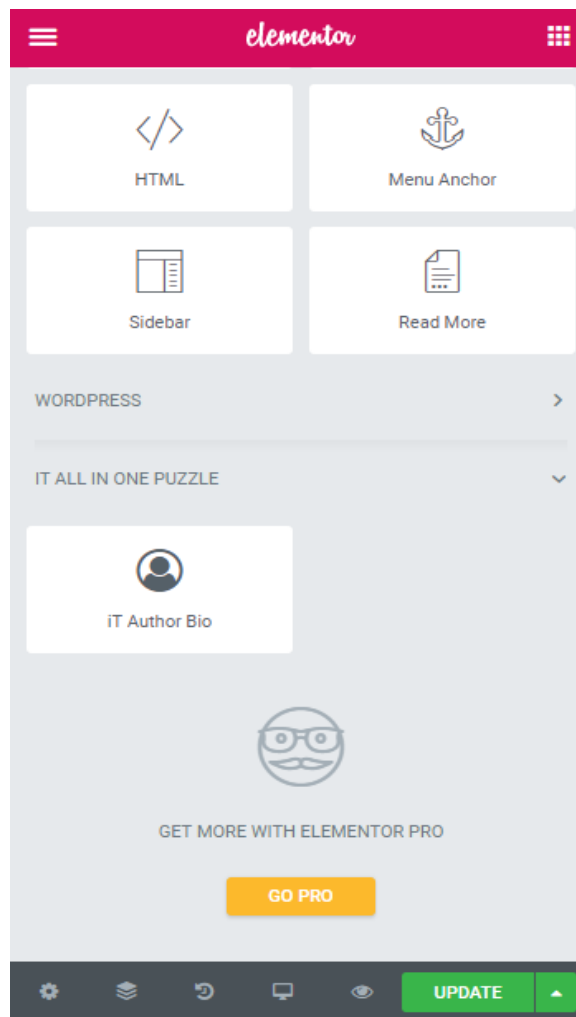 elementor
HTML
Menu Anchor
Sidebar
Read More
WORDPRESS
IT ALL IN ONE PUZZLE
iT Author Bio
GET MORE WITH ELEMENTOR PRO
GO PRO
UPDATE